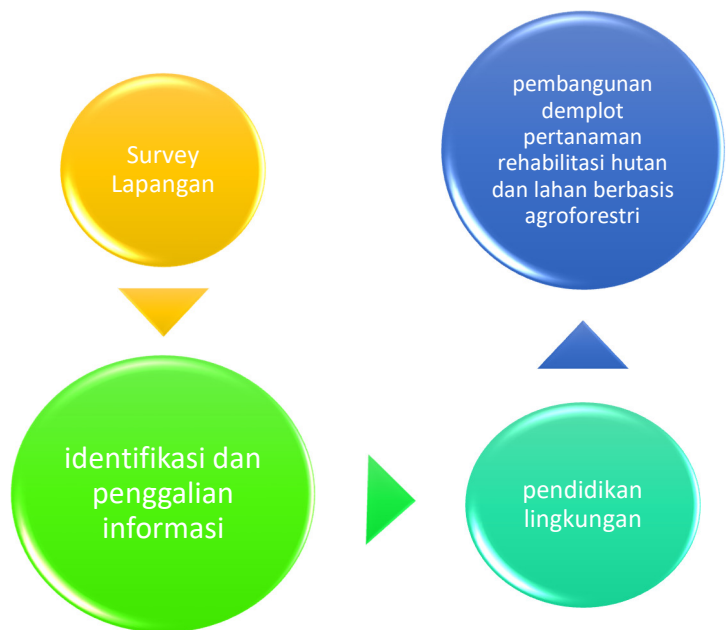 Survey
Lapangan
identifikasi dan
penggalian
informasi
pendidikan
lingkungan
pembangunan
demplot
pertanaman
rehabilitasi hutan
dan lahan berbasis
agroforestri